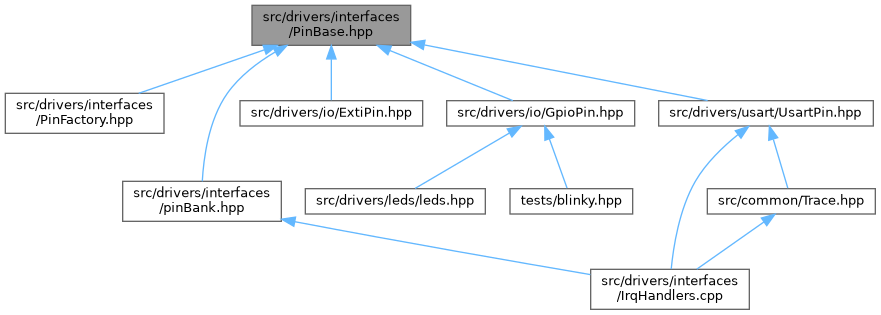 src/drivers/interfaces
/PinBase.hpp
src/drivers/interfaces
/PinFactory.hpp
src/drivers/io/ExtiPin.hpp
src/drivers/io/GpioPin.hpp
src/drivers/usart/UsartPin.hpp
src/drivers/interfaces
/pinBank.hpp
src/drivers/leds/leds.hpp
tests/blinky.hpp
src/common/Trace.hpp
src/drivers/interfaces
/IrqHandlers.cpp